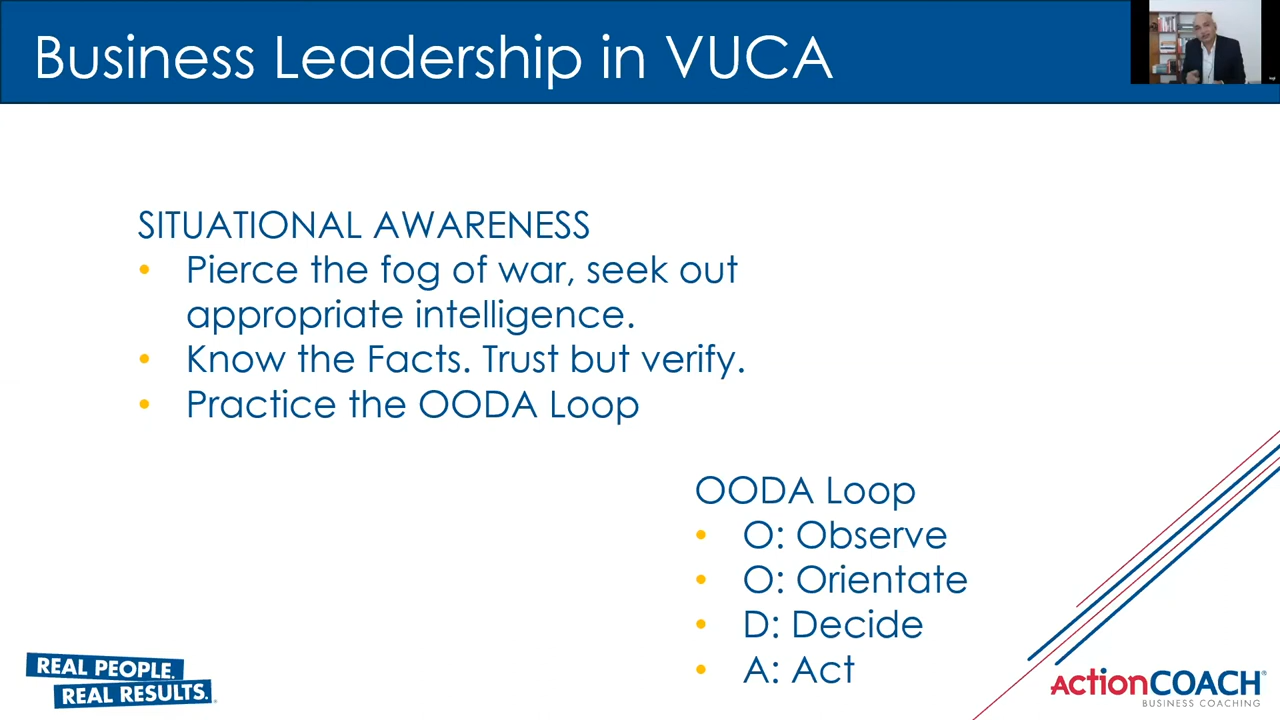 Business Leadership in VUCA
SITUATIONAL AWARENESS
• Pierce the fog of war, seek out
appropriate intelligence.
• Know the Facts. Trust but verify.
• Practice the OODA Loop
OODA Loop
• O: Observe
• O: Orientate
• D: Decide
• A: Act
REAL PEOPLE.
REAL RESULTS.
ActionCOACH®
BUSINESS COACHING